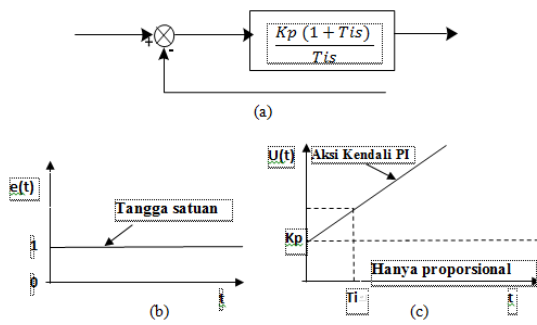 Kp (1 + Tis)
Tis
+
-
(a)
U(t)
Aksi Kendali PI
e(t)
Tangga satuan
1
Kp
0
t
(b)
Hanya proporsional
Ti
(c)
t